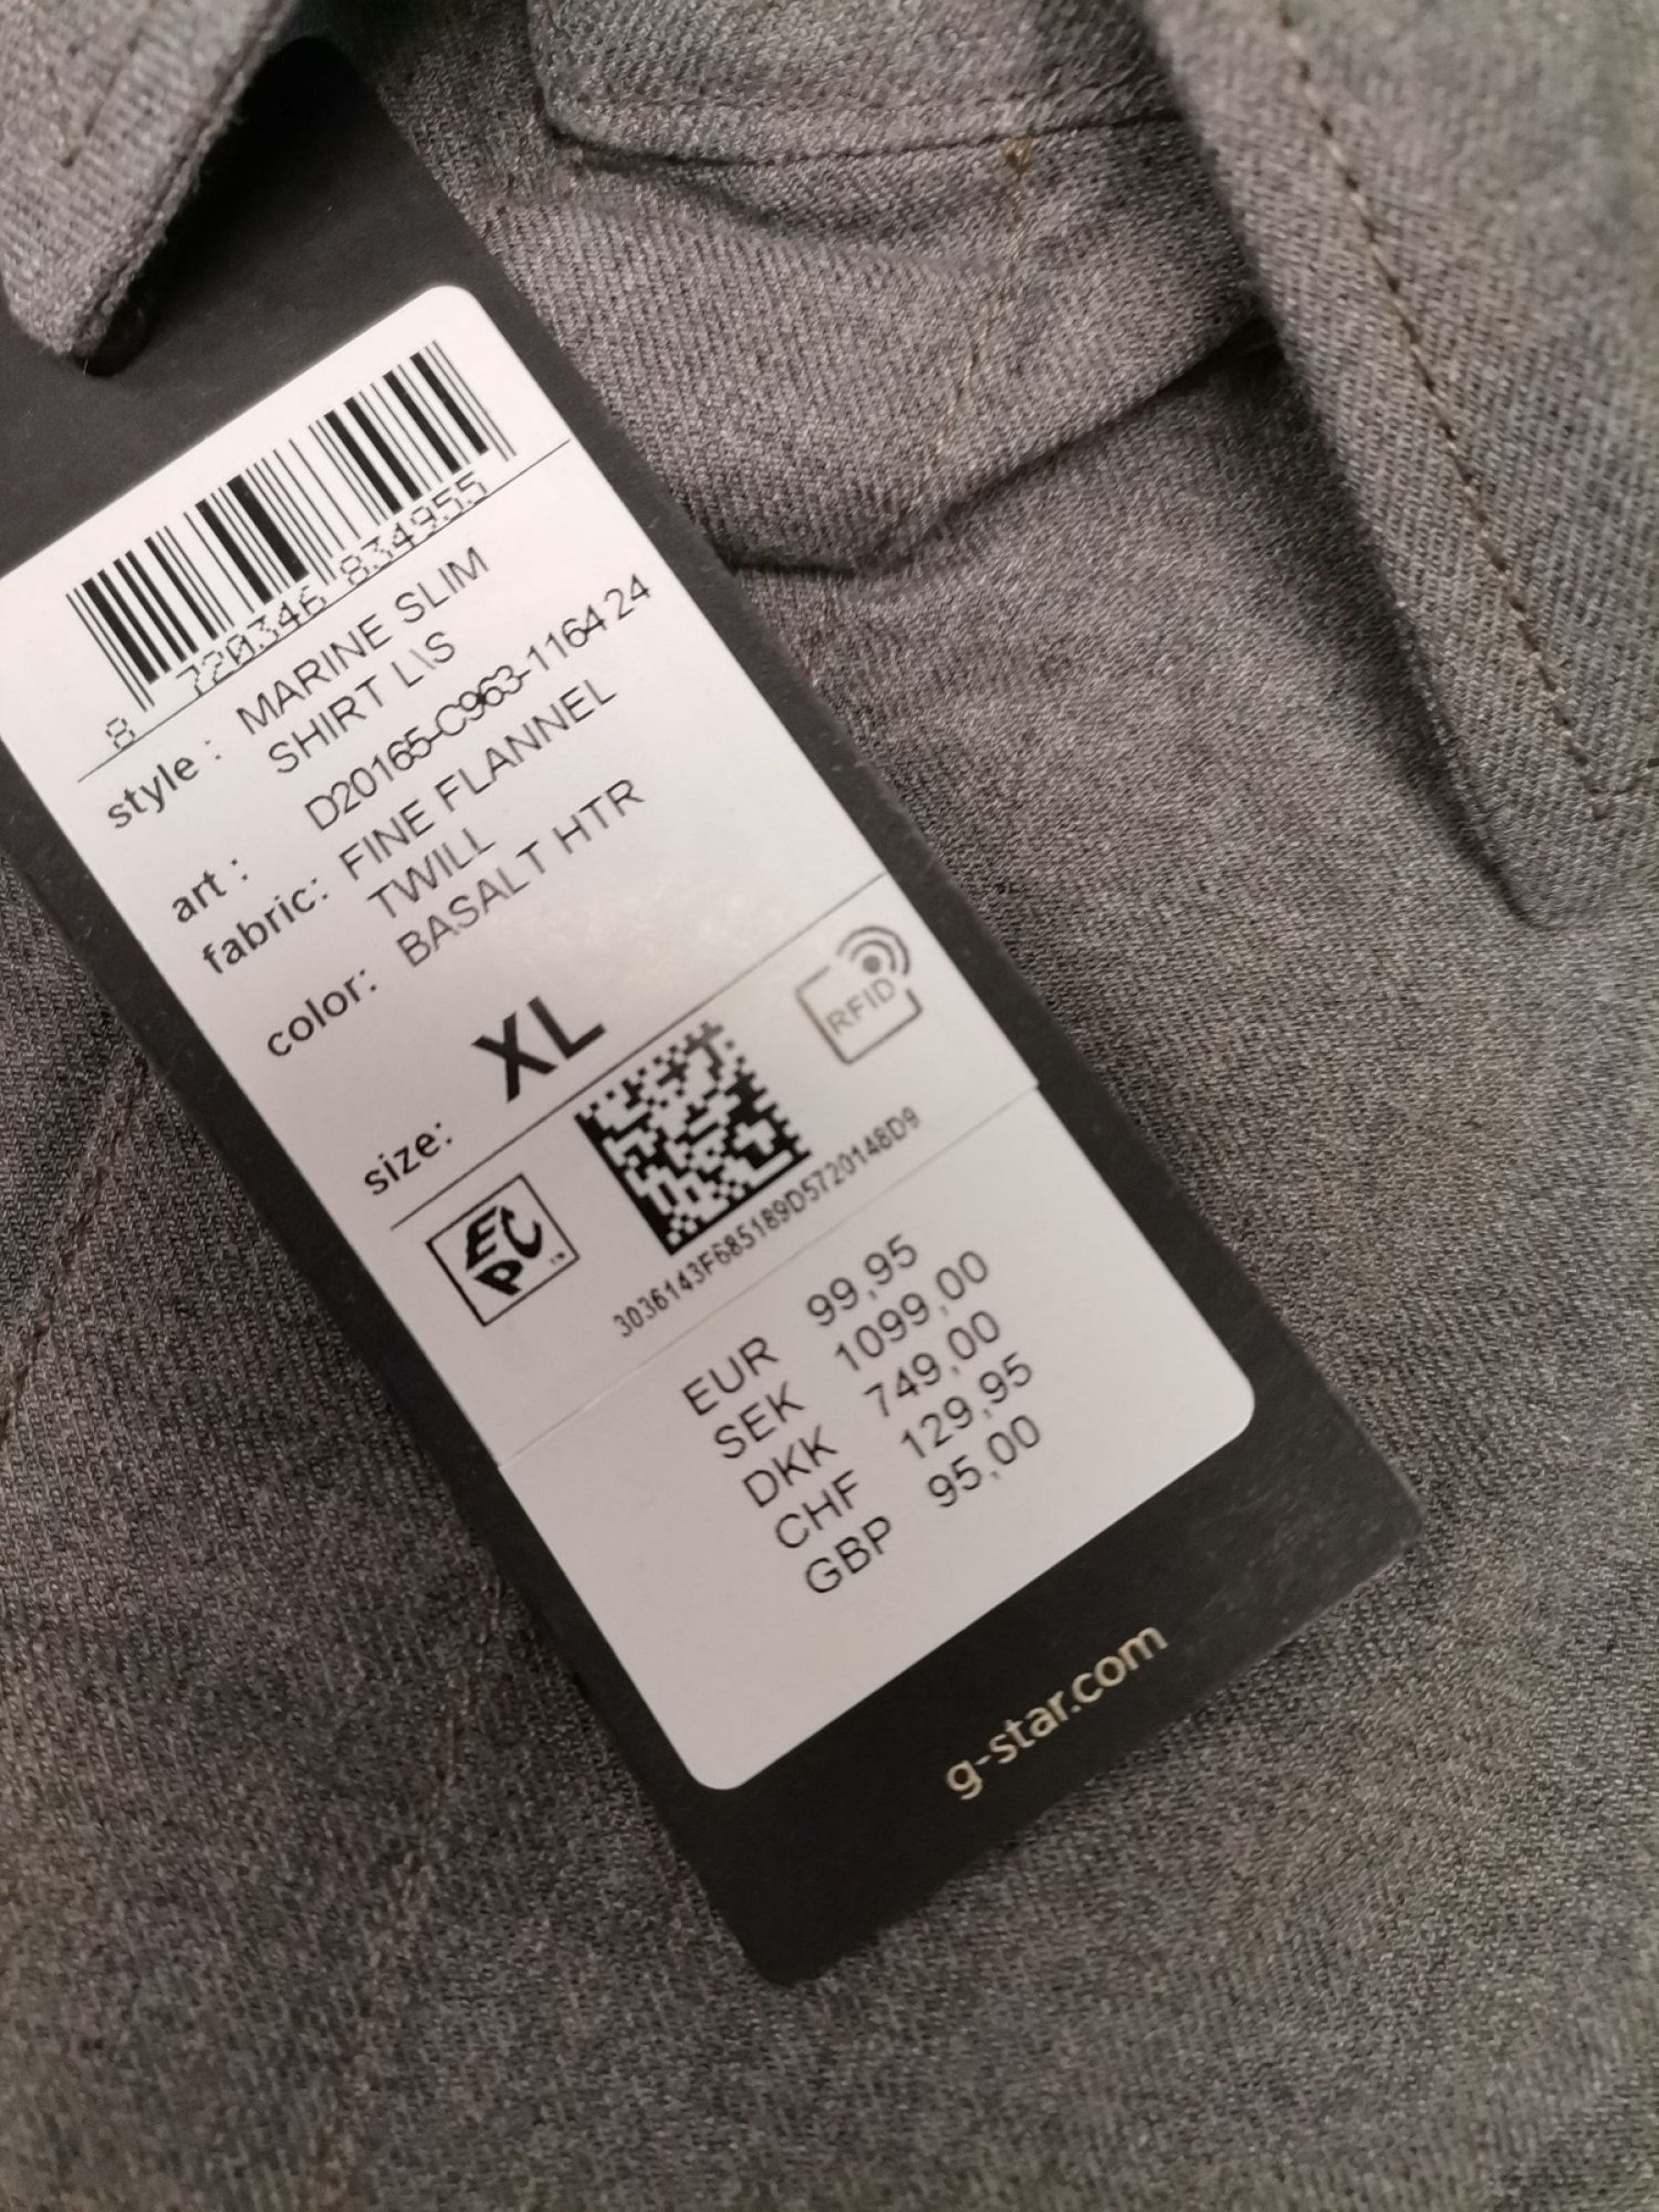 8 720346 834955
style : MARINE SLIM
SHIRT L\S
art : D20165-C963-1164 24
fabric: FINE FLANNEL
TWILL
color: BASALT HTR
size: XL
EPC™
RFID
3036143F685189D5720148D9
EUR 99,95
SEK 1099,00
DKK 749,00
CHF 129,95
GBP 95,00
g-star.com